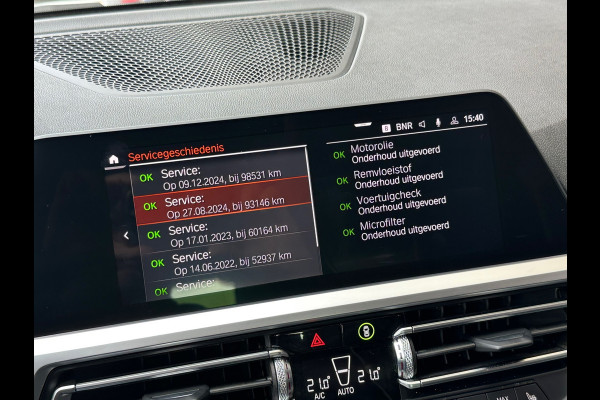 BNR 15:40
Servicegeschiedenis
OK Service:
Op 09.12.2024, bij 98531 km
OK Service:
Op 27.08.2024, bij 93146 km
OK Service:
Op 17.01.2023, bij 60164 km
OK Service:
Op 14.06.2022, bij 52937 km
OK Service:
OK Motorolie
Onderhoud uitgevoerd
OK Remvloeistof
Onderhoud uitgevoerd
OK Voertuigcheck
Onderhoud uitgevoerd
OK Microfilter
Onderhoud uitgevoerd
A/C
AUTO
MAX